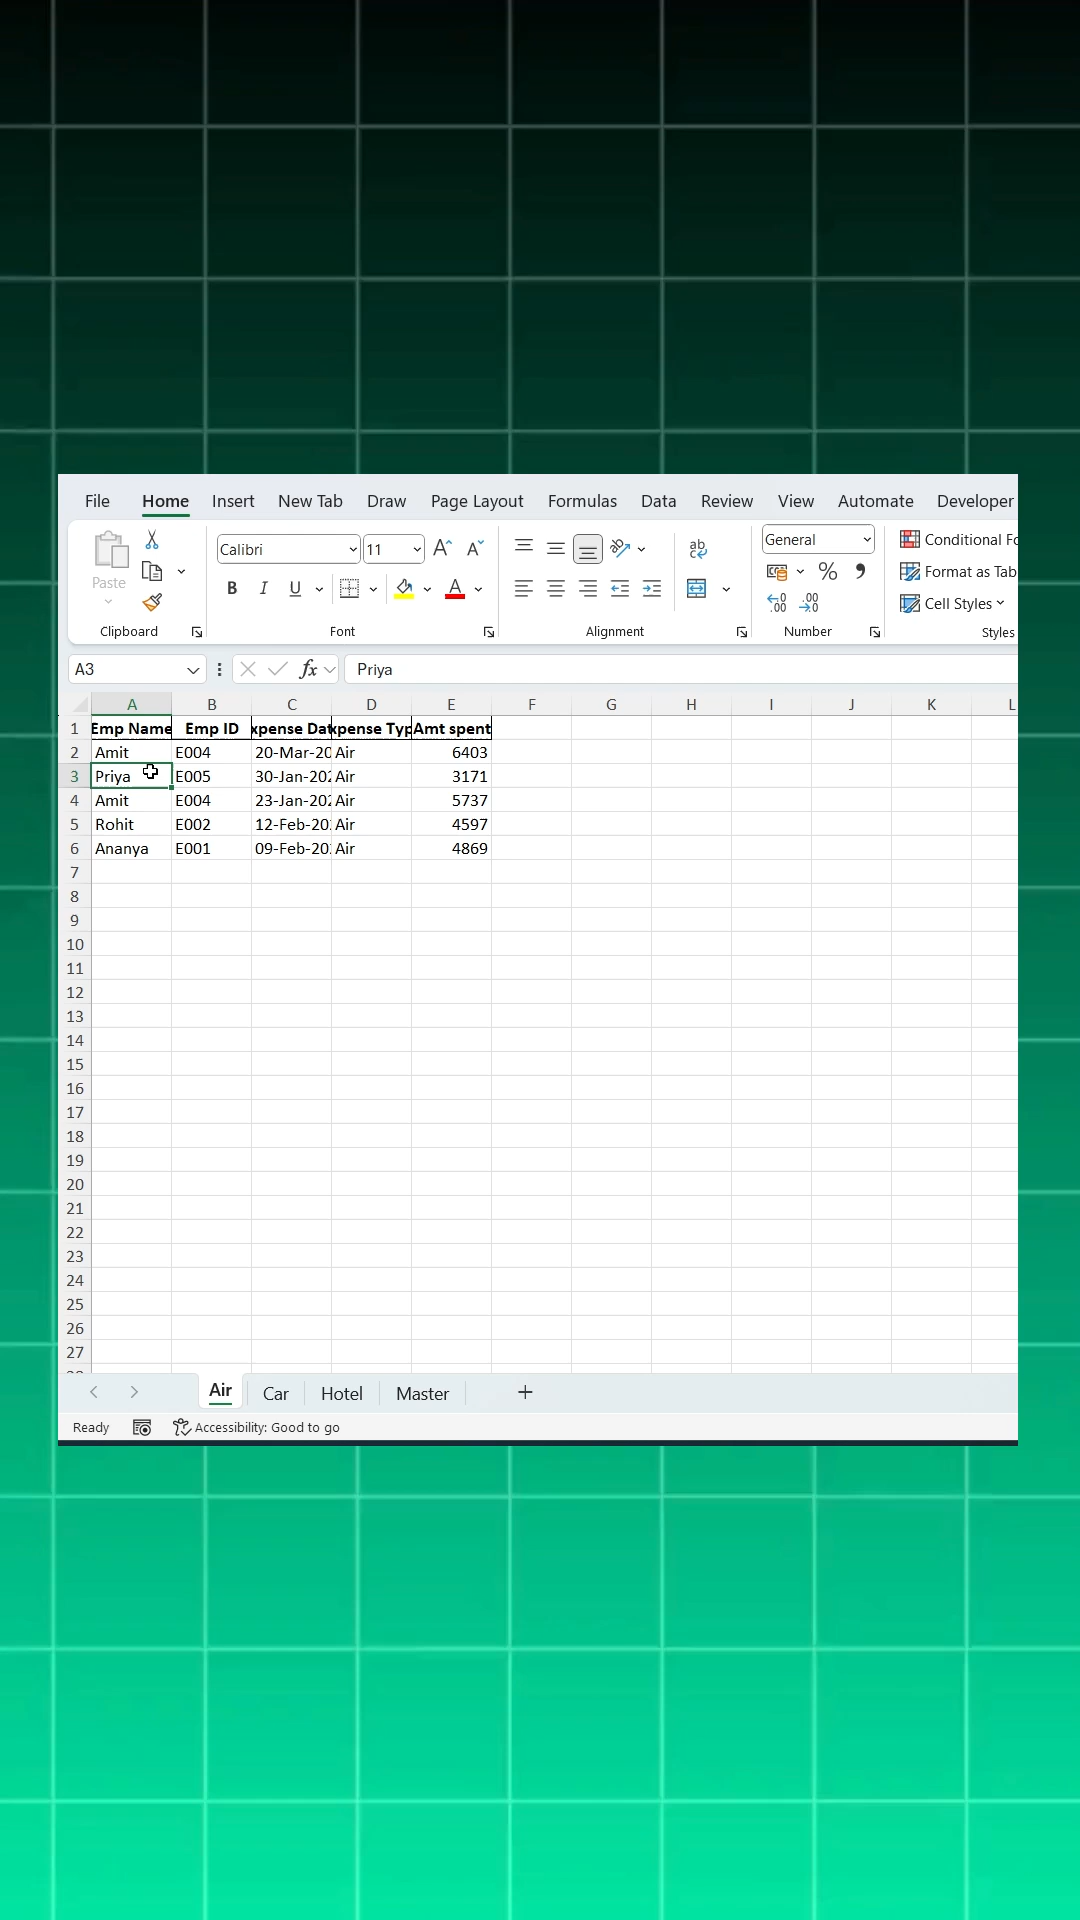 File Home Insert New Tab Draw Page Layout Formulas Data Review View Automate Developer
Calibri 11 General Conditional Fo
Paste ab Format as Tab
B I U A % Cell Styles
Clipboard Font Alignment Number Styles
A3 fx Priya
A B C D E F G H I J K L
1 Emp Name Emp ID xpense Dat xpense Typ Amt spent
2 Amit E004 20-Mar-20 Air 6403
3 Priya E005 30-Jan-202 Air 3171
4 Amit E004 23-Jan-202 Air 5737
5 Rohit E002 12-Feb-20 Air 4597
6 Ananya E001 09-Feb-20 Air 4869
7
8
9
10
11
12
13
14
15
16
17
18
19
20
21
22
23
24
25
26
27
Air Car Hotel Master +
Ready Accessibility: Good to go